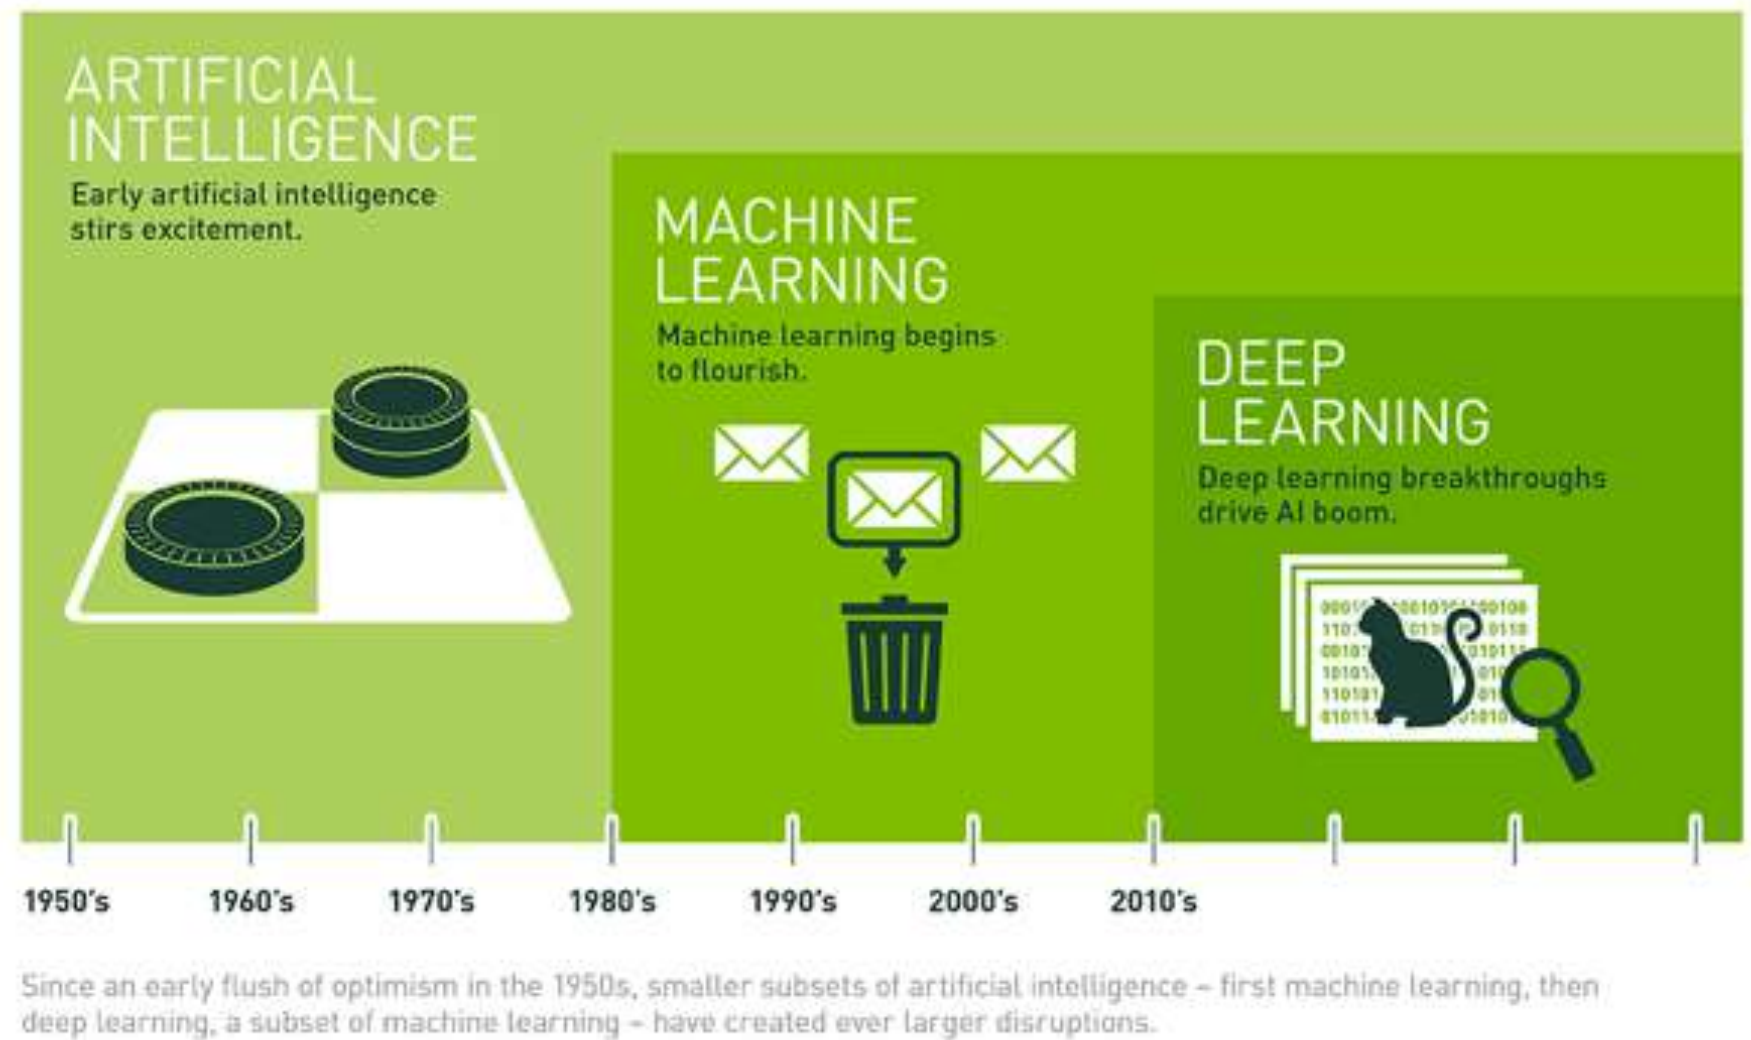 ARTIFICIAL
INTELLIGENCE
Early artificial intelligence
stirs excitement.
MACHINE
LEARNING
Machine learning begins
to flourish.
DEEP
LEARNING
Deep learning breakthroughs
drive AI boom.
1950's 1960's 1970's 1980's 1990's 2000's 2010's
Since an early flush of optimism in the 1950s, smaller subsets of artificial intelligence – first machine learning, then
deep learning, a subset of machine learning – have created ever larger disruptions.